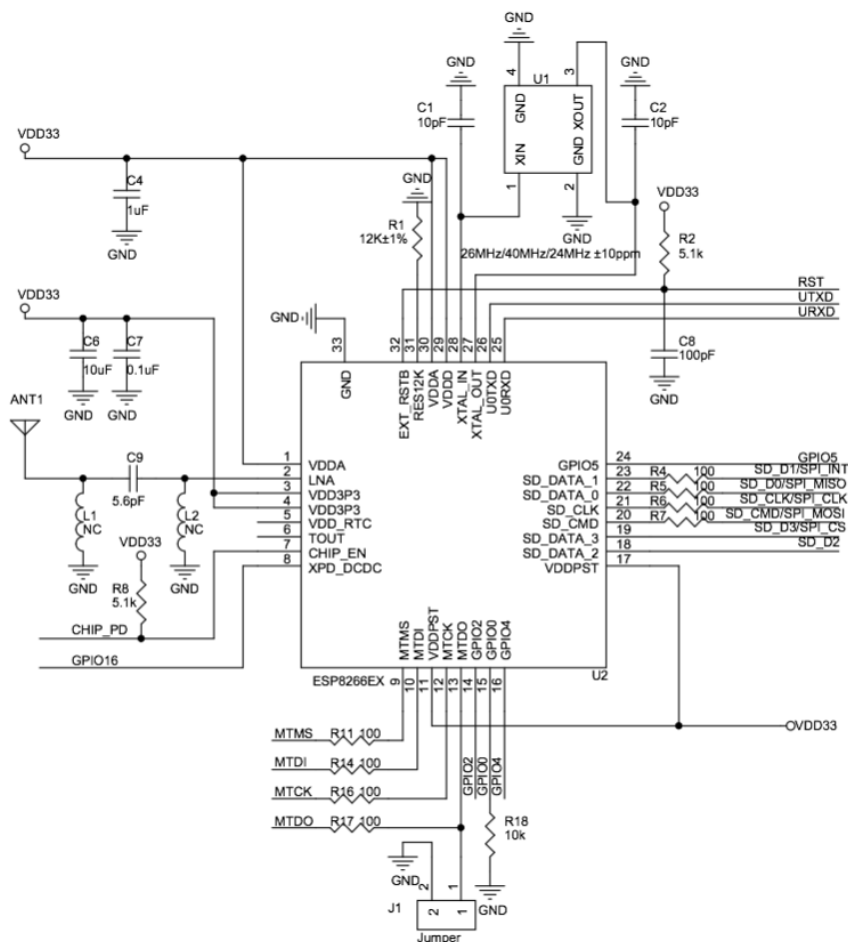 GND
GND
4
3
U1
GND
C1
10pF
GND
XOUT
XIN
GND
C2
10pF
1
2
GND
VDD33
C4
1uF
GND
GND
R1
12K±1%
GND
26MHz/40MHz/24MHz ±10ppm
VDD33
R2
5.1k
RST
UTXD
URXD
C8
100pF
GND
VDD33
C6
10uF
GND
C7
0.1uF
GND
GND
33
32
31
30
29
28
27
26
25
GND
EXT_RSTB
RES12K
VDDA
VDDD
XTAL_IN
XTAL_OUT
U0TXD
U0RXD
ANT1
C9
5.6pF
L1
NC
GND
L2
NC
GND
VDD33
R8
5.1k
CHIP_PD
GPIO16
1 VDDA
2 LNA
3 VDD3P3
4 VDD3P3
5 VDD_RTC
6 TOUT
7 CHIP_EN
8 XPD_DCDC
GPIO5 24 GPIO5
SD_DATA_1 23 R4 100 SD_D1/SPI_INT
SD_DATA_0 22 R5 100 SD_D0/SPI_MISO
SD_CLK 21 R6 100 SD_CLK/SPI_CLK
SD_CMD 20 R7 100 SD_CMD/SPI_MOSI
SD_DATA_3 19 SD_D3/SPI_CS
SD_DATA_2 18 SD_D2
VDDPST 17
MTMS
MTDI
VDDPST
MTCK
MTDO
GPIO2
GPIO0
GPIO4
ESP8266EX
U2
9
10
11
12
13
14
15
16
VDD33
MTMS R11 100
MTDI R14 100
MTCK R16 100
MTDO R17 100
GPIO2
GPIO0
GPIO4
R18
10k
GND
GND
2
1
J1
2
1
Jumper